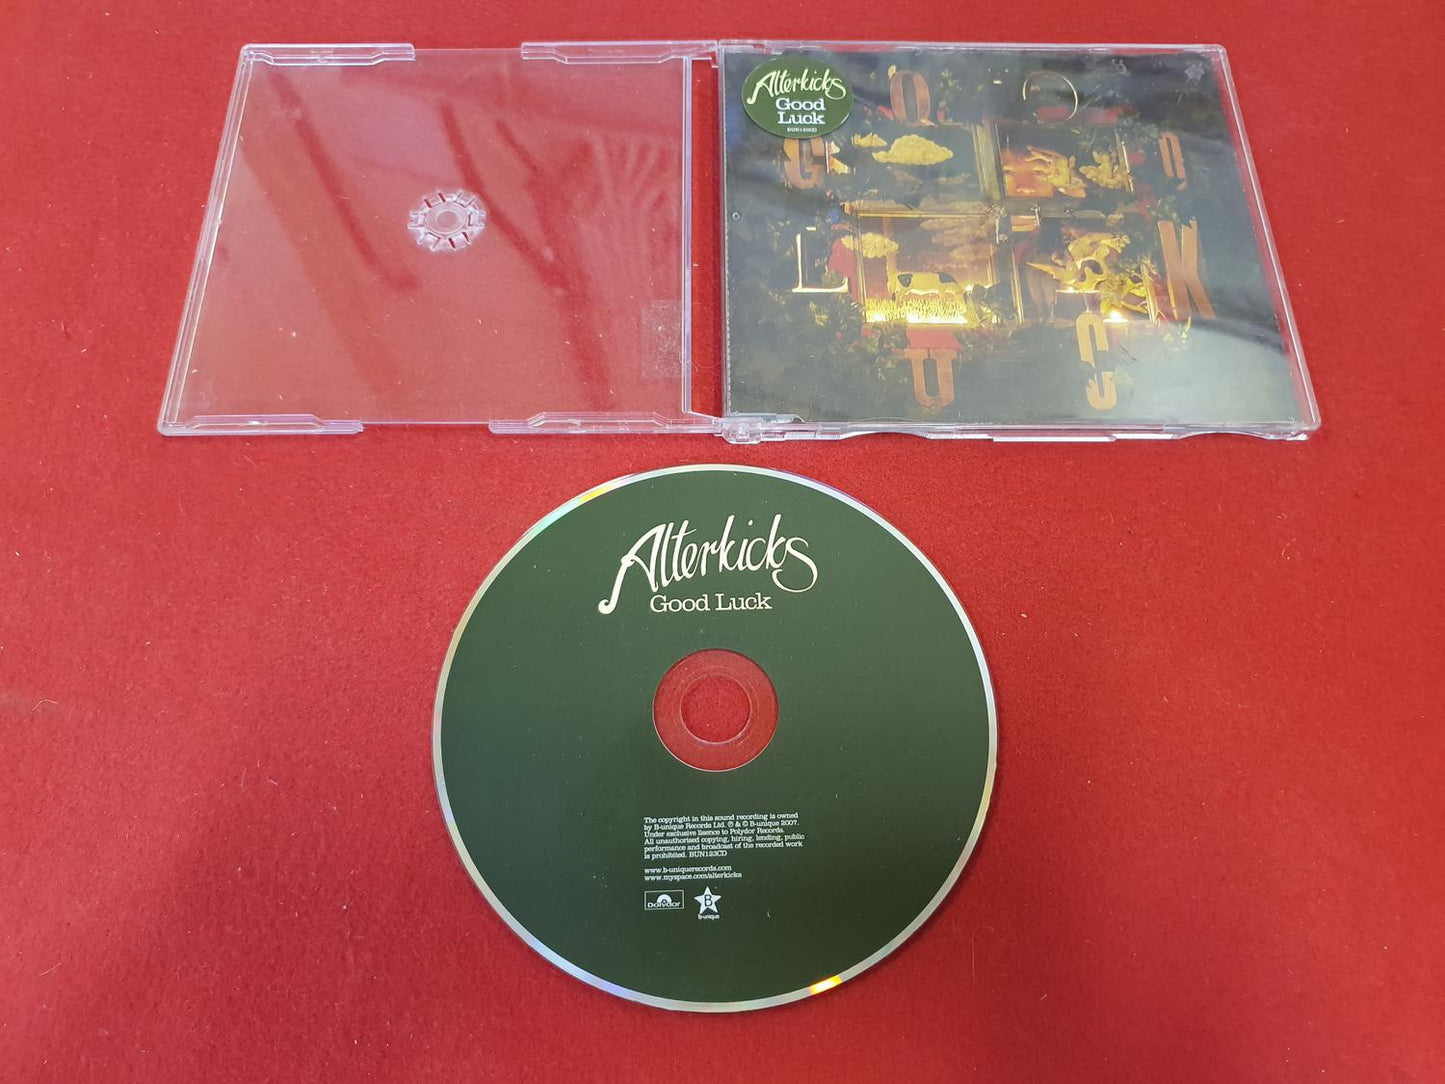 Alterkicks
Good
Luck
BUN123CD
G O O D
L U C K S
Alterkicks
Good Luck
The copyright in this sound recording is owned
by B-unique Records Ltd. ℗ & © B-unique 2007.
Under exclusive lisence to Polydor Records.
All unauthorised copying, hiring, lending, public
performance and broadcast of the recorded work
is prohibited. BUN123CD
www.b-uniquerecords.com
www.myspace.com/alterkicks
Polydor
B
b-unique